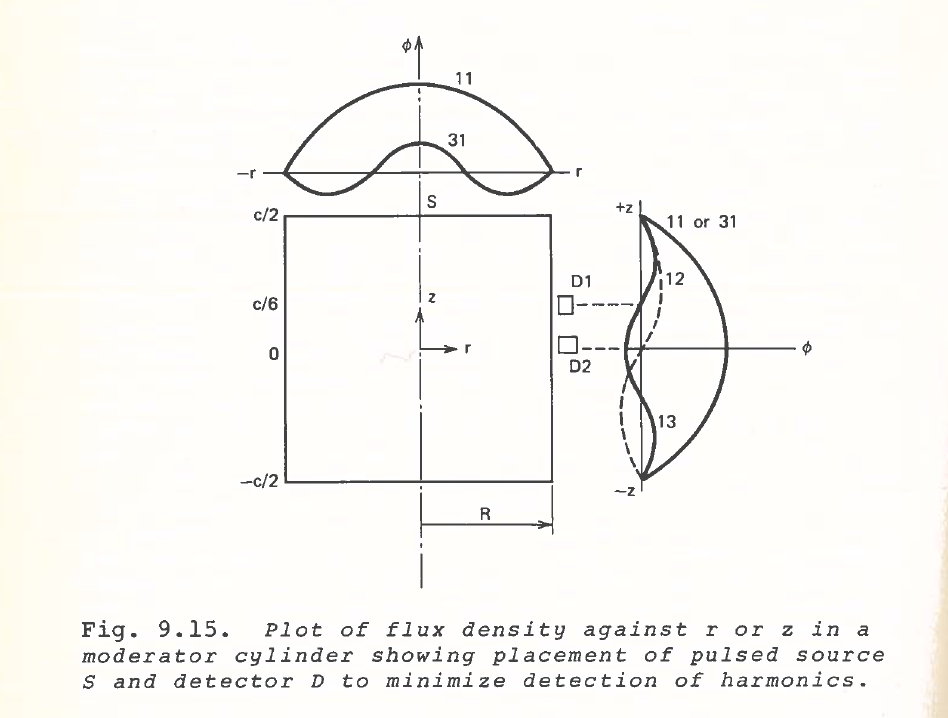 ϕ
11
31
−r
r
S
c/2
+z
11 or 31
D1
12
c/6
z
0
r
ϕ
D2
13
−c/2
−z
R
Fig. 9.15. Plot of flux density against r or z in a
moderator cylinder showing placement of pulsed source
S and detector D to minimize detection of harmonics.